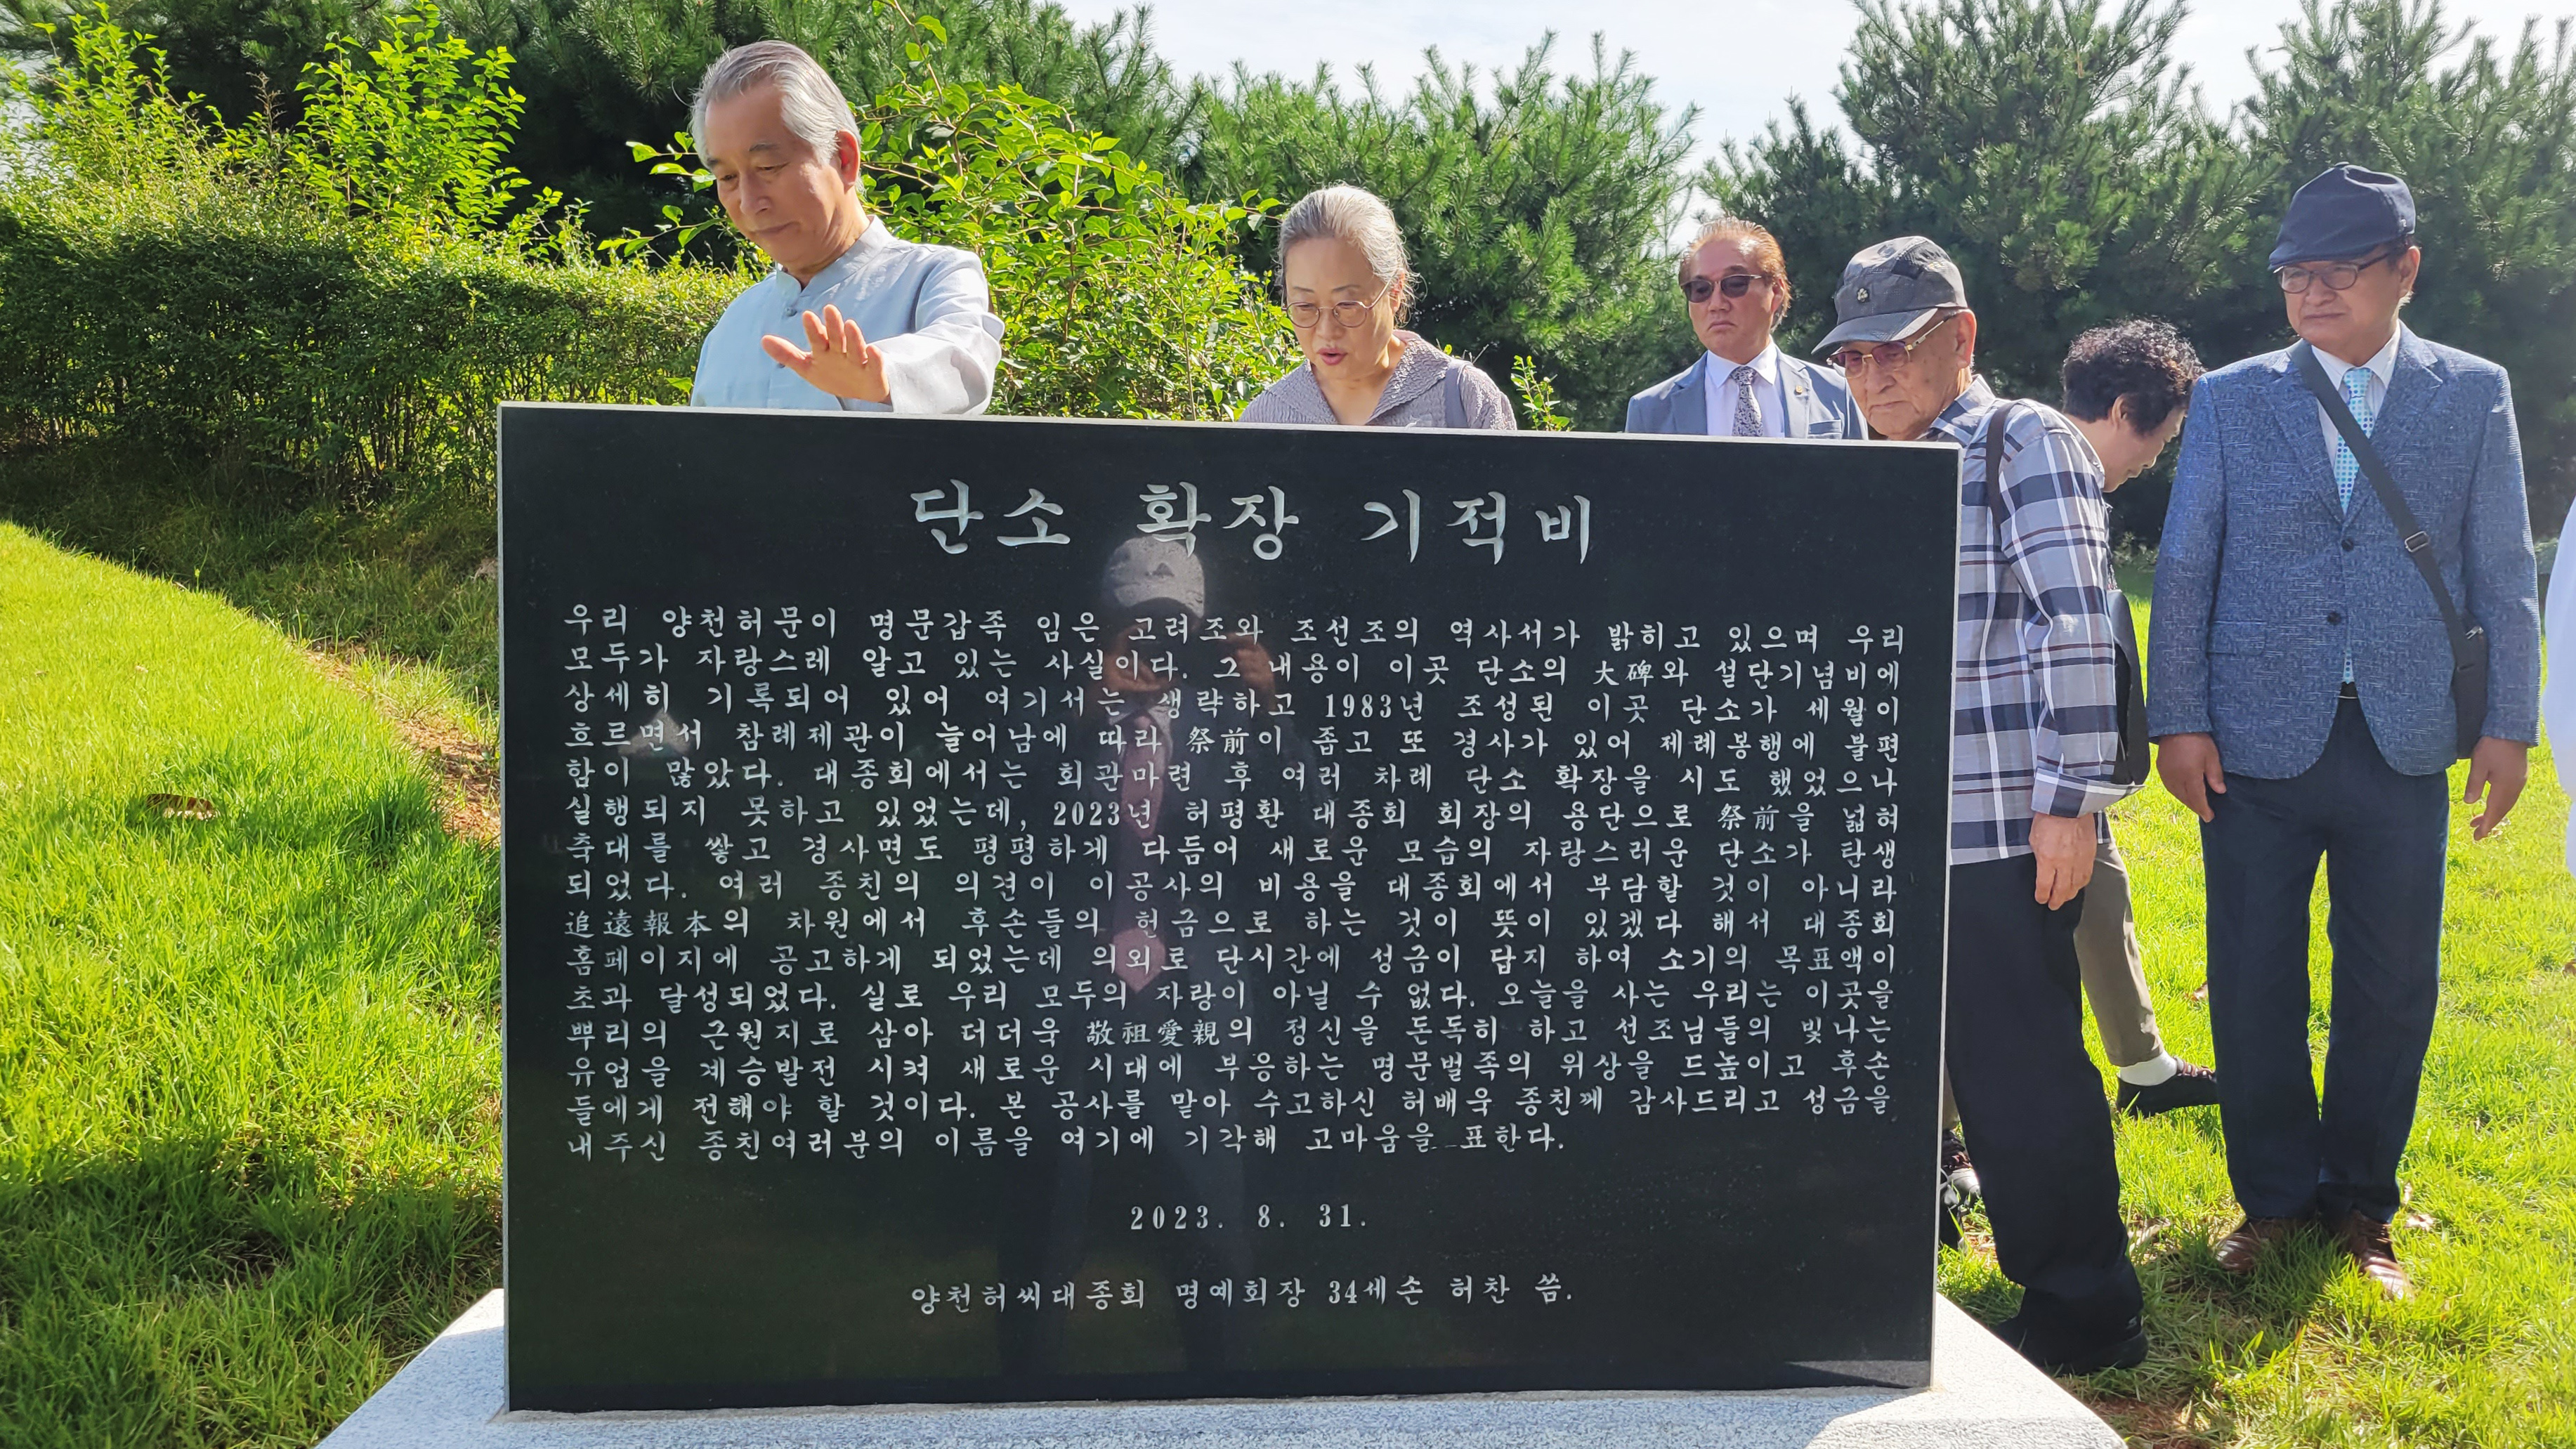 단소 확장 기적비
우리 양천허문이 명문갑족 임은 고려조와 조선조의 역사서가 밝히고 있으며 우리
모두가 자랑스레 알고 있는 사실이다. 그 내용이 이곳 단소의 大碑와 설단기념비에
상세히 기록되어 있어 여기서는 생략하고 1983년 조성된 이곳 단소가 세월이
흐르면서 참례제관이 늘어남에 따라 祭前이 좁고 또 경사가 있어 제례봉행에 불편
함이 많았다. 대종회에서는 회관마련 후 여러 차례 단소 확장을 시도 했었으나
실행되지 못하고 있었는데, 2023년 허평환 대종회 회장의 용단으로 祭前을 넓혀
축대를 쌓고 경사면도 평평하게 다듬어 새로운 모습의 자랑스러운 단소가 탄생
되었다. 여러 종친의 의견이 이공사의 비용을 대종회에서 부담할 것이 아니라
追遠報本의 차원에서 후손들의 헌금으로 하는 것이 뜻이 있겠다 해서 대종회
홈페이지에 공고하게 되었는데 의외로 단시간에 성금이 답지 하여 소기의 목표액이
초과 달성되었다. 실로 우리 모두의 자랑이 아닐 수 없다. 오늘을 사는 우리는 이곳을
뿌리의 근원지로 삼아 더더욱 敬祖愛親의 정신을 돈독히 하고 선조님들의 빛나는
유업을 계승발전 시켜 새로운 시대에 부응하는 명문벌족의 위상을 드높이고 후손
들에게 전해야 할 것이다. 본 공사를 맡아 수고하신 허배욱 종친께 감사드리고 성금을
내주신 종친여러분의 이름을 여기에 기각해 고마움을 표한다.
2023. 8. 31.
양천허씨대종회 명예회장 34세손 허찬 씀.